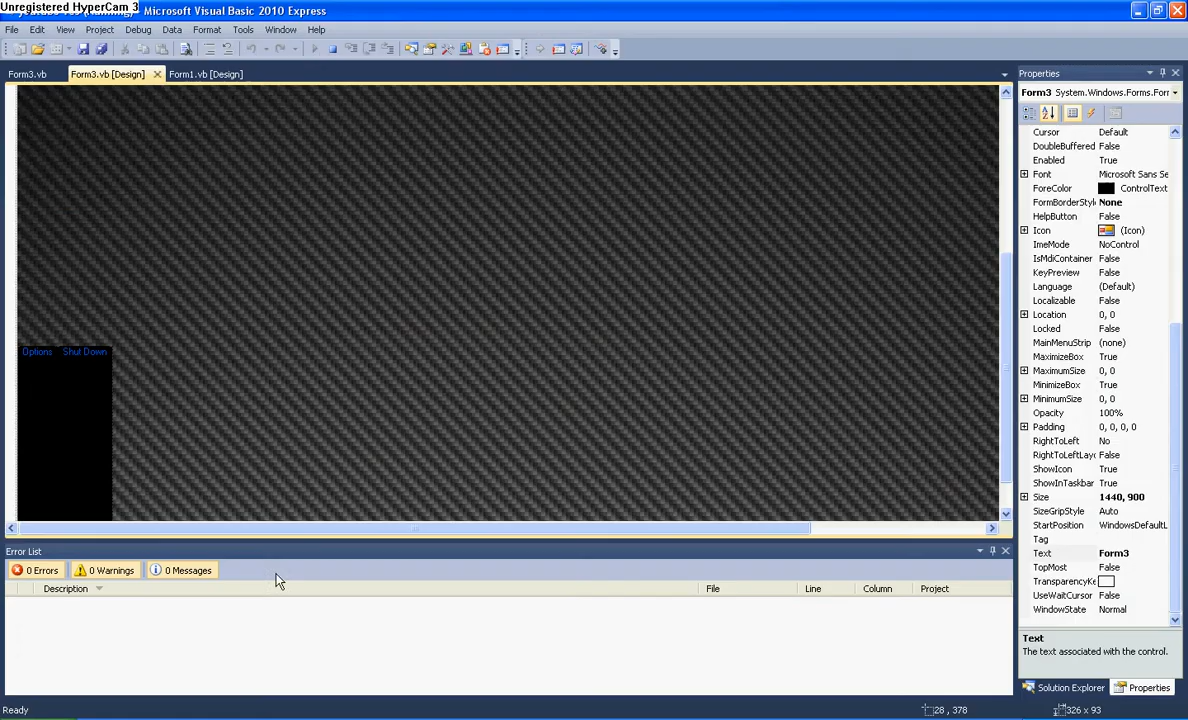 Unregistered HyperCam 3
(Running) - Microsoft Visual Basic 2010 Express
File Edit View Project Debug Data Format Tools Window Help
Form3.vb Form3.vb [Design] Form1.vb [Design]
Options Shut Down
Error List
0 Errors 0 Warnings 0 Messages
Description File Line Column Project
Ready 28 , 378 326 x 93
Properties
Form3 System.Windows.Forms.Forr
Cursor Default
DoubleBuffered False
Enabled True
Font Microsoft Sans Se
ForeColor ControlText
FormBorderStyl None
HelpButton False
Icon (Icon)
ImeMode NoControl
IsMdiContainer False
KeyPreview False
Language (Default)
Localizable False
Location 0, 0
Locked False
MainMenuStrip (none)
MaximizeBox True
MaximumSize 0, 0
MinimizeBox True
MinimumSize 0, 0
Opacity 100%
Padding 0, 0, 0, 0
RightToLeft No
RightToLeftLayc False
ShowIcon True
ShowInTaskbar True
Size 1440, 900
SizeGripStyle Auto
StartPosition WindowsDefaultL
Tag
Text Form3
TopMost False
TransparencyKe
UseWaitCursor False
WindowState Normal
Text
The text associated with the control.
Solution Explorer Properties